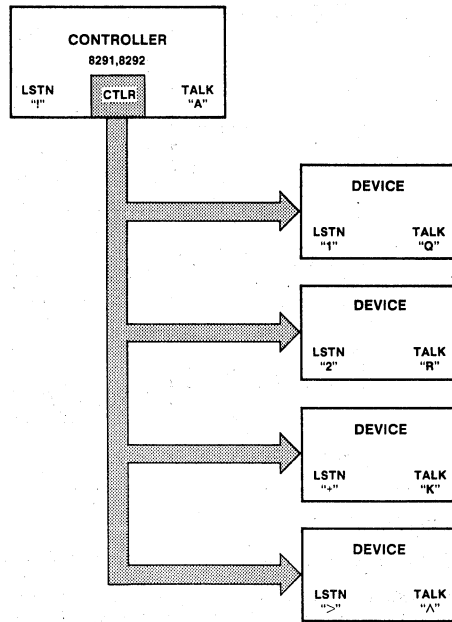 CONTROLLER
8291,8292
LSTN CTLR TALK
"!" "A"
DEVICE
LSTN TALK
"1" "Q"
DEVICE
LSTN TALK
"2" "R"
DEVICE
LSTN TALK
"+" "K"
DEVICE
LSTN TALK
">" "^"